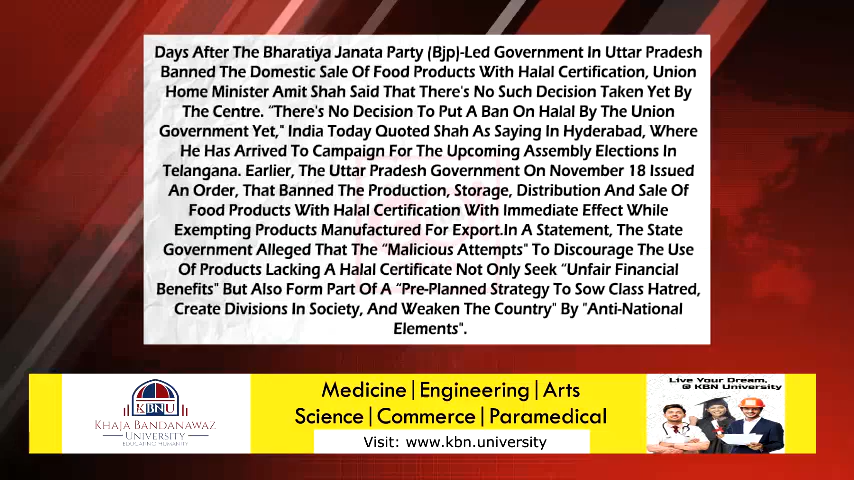 Days After The Bharatiya Janata Party (Bjp)-Led Government In Uttar Pradesh
Banned The Domestic Sale Of Food Products With Halal Certification, Union
Home Minister Amit Shah Said That There's No Such Decision Taken Yet By
The Centre. "There's No Decision To Put A Ban On Halal By The Union
Government Yet," India Today Quoted Shah As Saying In Hyderabad, Where
He Has Arrived To Campaign For The Upcoming Assembly Elections In
Telangana. Earlier, The Uttar Pradesh Government On November 18 Issued
An Order, That Banned The Production, Storage, Distribution And Sale Of
Food Products With Halal Certification With Immediate Effect While
Exempting Products Manufactured For Export.In A Statement, The State
Government Alleged That The "Malicious Attempts" To Discourage The Use
Of Products Lacking A Halal Certificate Not Only Seek "Unfair Financial
Benefits" But Also Form Part Of A "Pre-Planned Strategy To Sow Class Hatred,
Create Divisions In Society, And Weaken The Country" By "Anti-National
Elements".
KBNU
KHAJA BANDANAWAZ
UNIVERSITY
EDUCATING HUMANITY
Medicine|Engineering|Arts
Science|Commerce|Paramedical
Visit: www.kbn.university
Live Your Dream,
@ KBN University